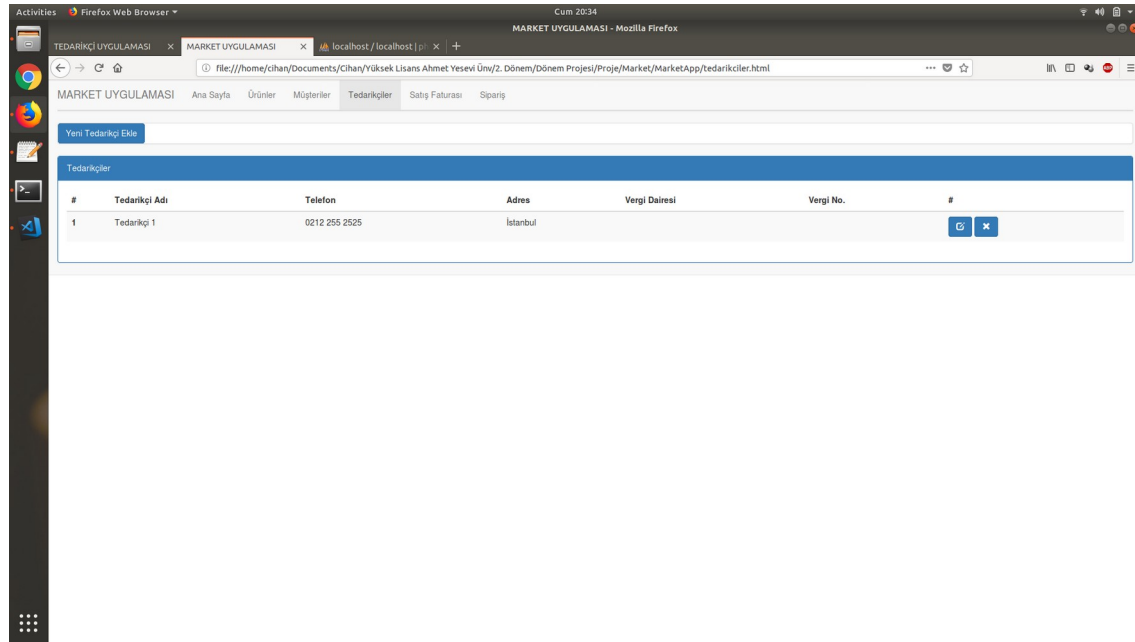 Activities Firefox Web Browser Cum 20:34
MARKET UYGULAMASI - Mozilla Firefox
TEDARİKÇİ UYGULAMASI MARKET UYGULAMASI localhost / localhost | p
file:///home/cihan/Documents/Cihan/Yüksek Lisans Ahmet Yesevi Ünv/2. Dönem/Dönem Projesi/Proje/Market/MarketApp/tedarikciler.html
MARKET UYGULAMASI Ana Sayfa Ürünler Müşteriler Tedarikçiler Satış Faturası Sipariş
Yeni Tedarikçi Ekle
Tedarikçiler
# Tedarikçi Adı Telefon Adres Vergi Dairesi Vergi No. #
1 Tedarikçi 1 0212 255 2525 İstanbul